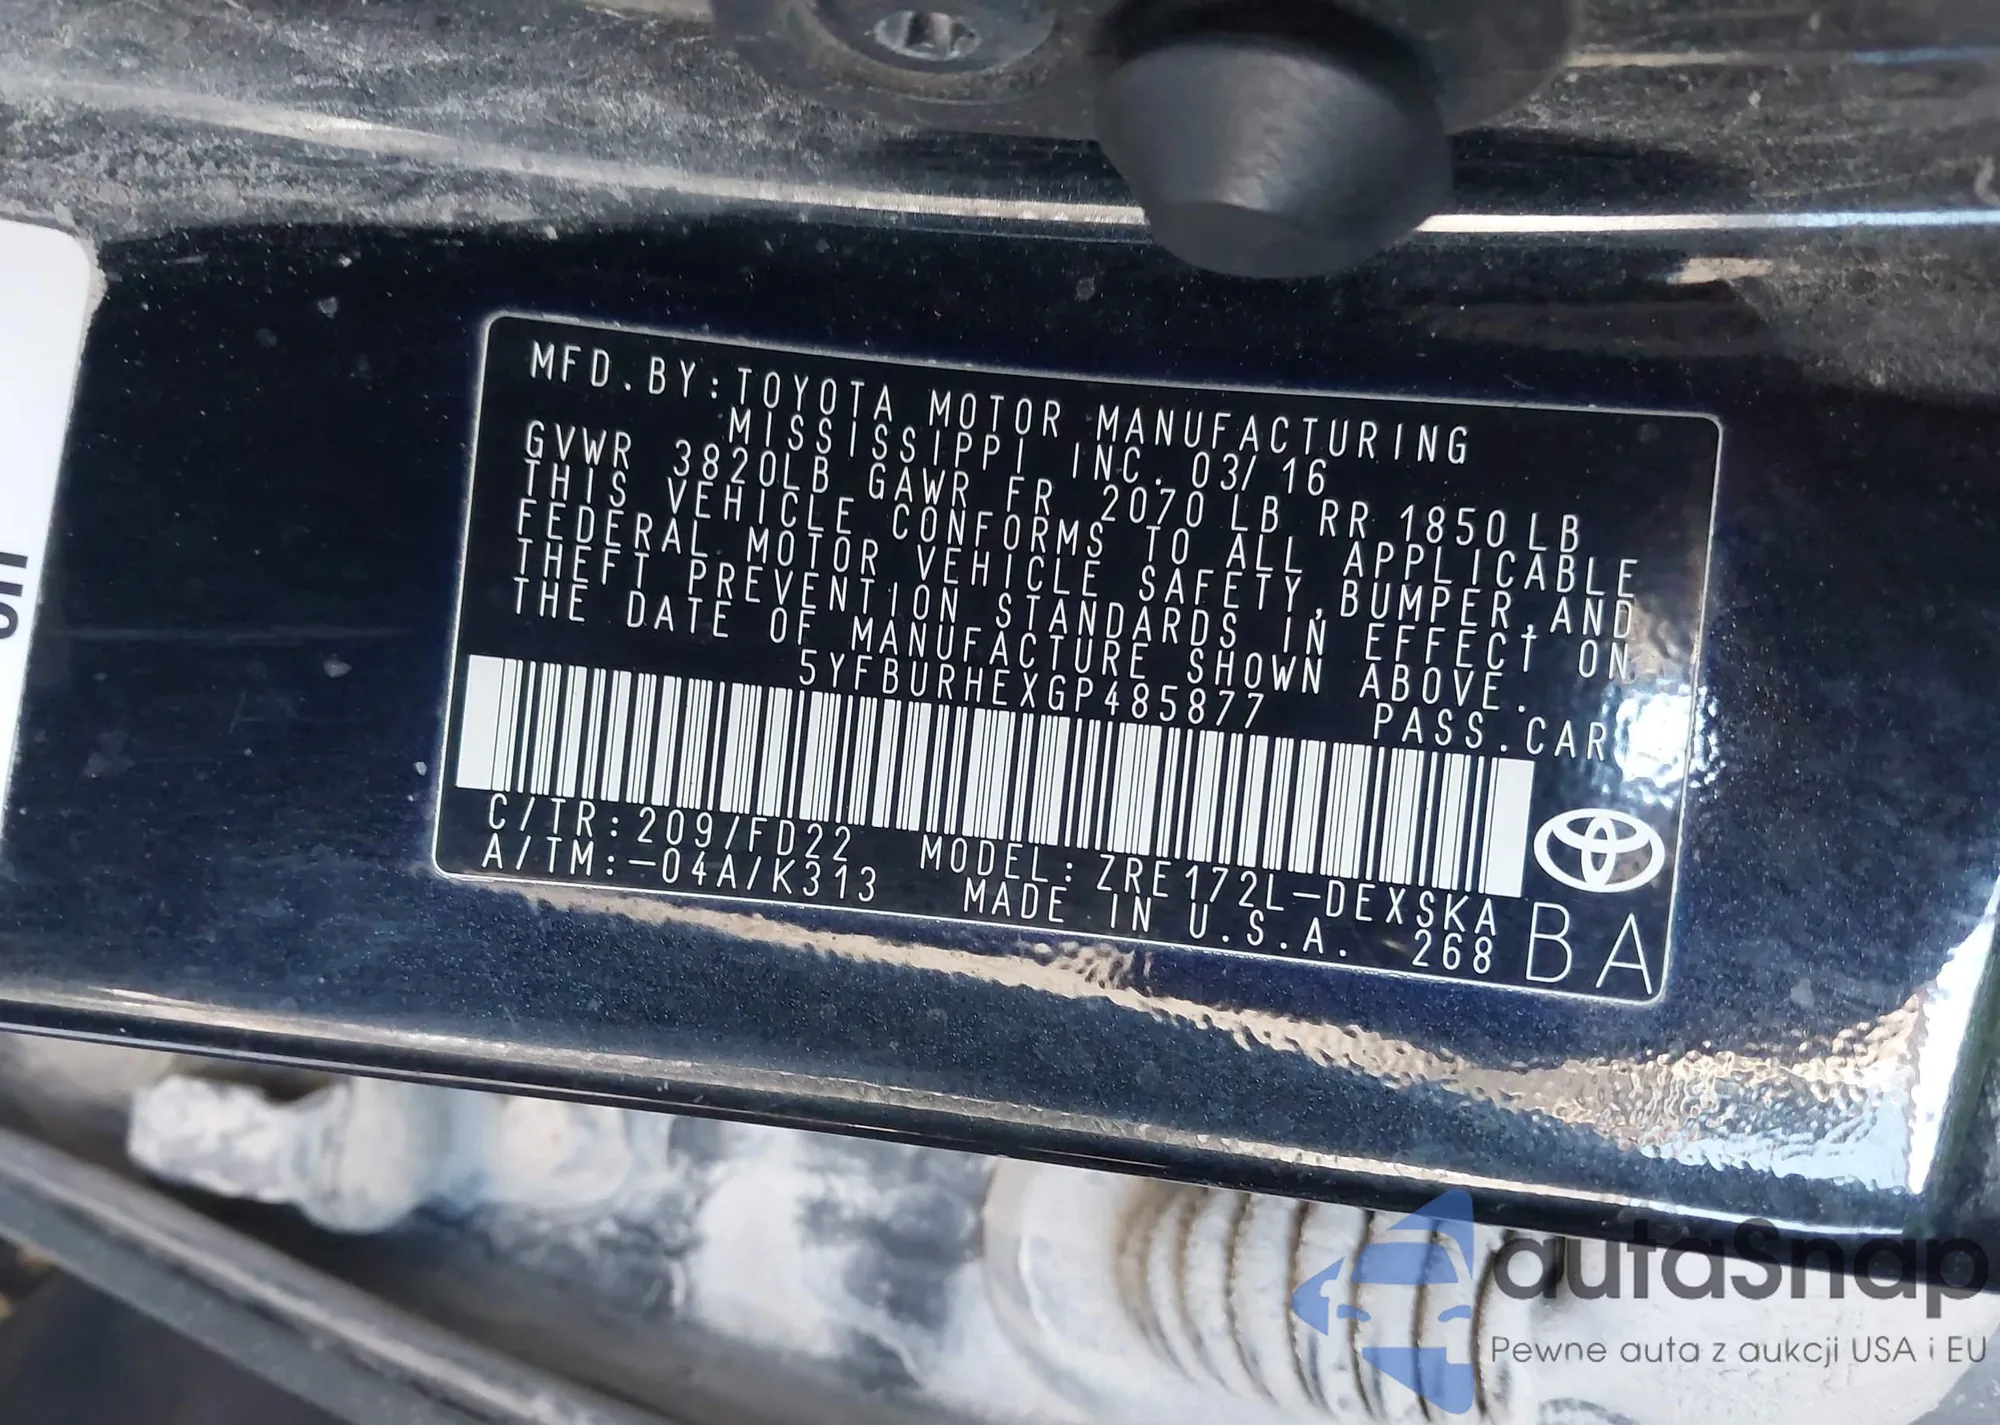 MFD.BY:TOYOTA MOTOR MANUFACTURING
MISSISSIPPI INC. 03/16
GVWR 3820LB GAWR FR 2070LB RR 1850LB
THIS VEHICLE CONFORMS TO ALL APPLICABLE
FEDERAL MOTOR VEHICLE SAFETY,BUMPER,AND
THEFT PREVENTION STANDARDS IN EFFECT ON
THE DATE OF MANUFACTURE SHOWN ABOVE.
5YFBURHEXGP485877 PASS.CAR
C/TR:209/FD22 MODEL:ZRE172L-DEXSKA
A/TM:-04A/K313 MADE IN U.S.A. 268
BA
autaSnap
Pewne auta z aukcji USA i EU